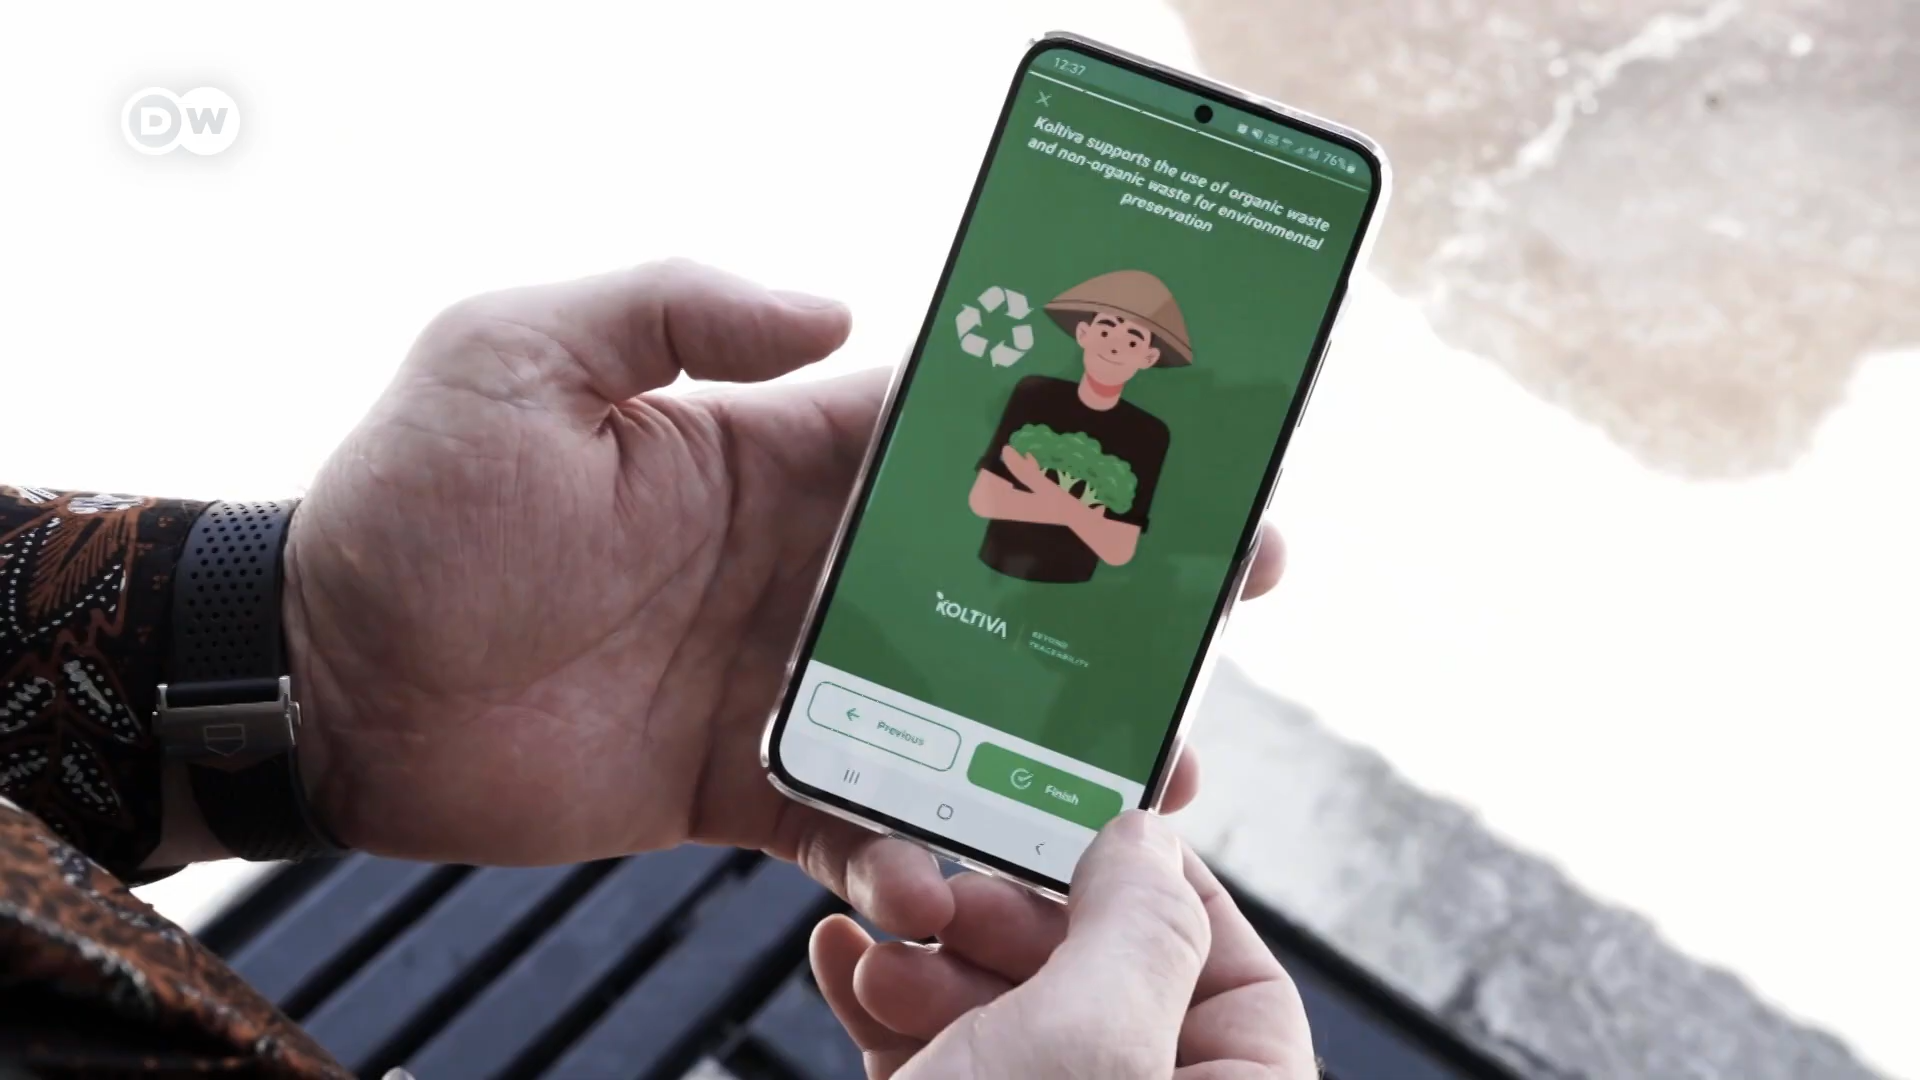 DW
12:37
76%
Koltiva supports the use of organic waste
and non-organic waste for environmental
preservation
KOLTIVA
BEYOND
TRACEABILITY
Previous
Finish